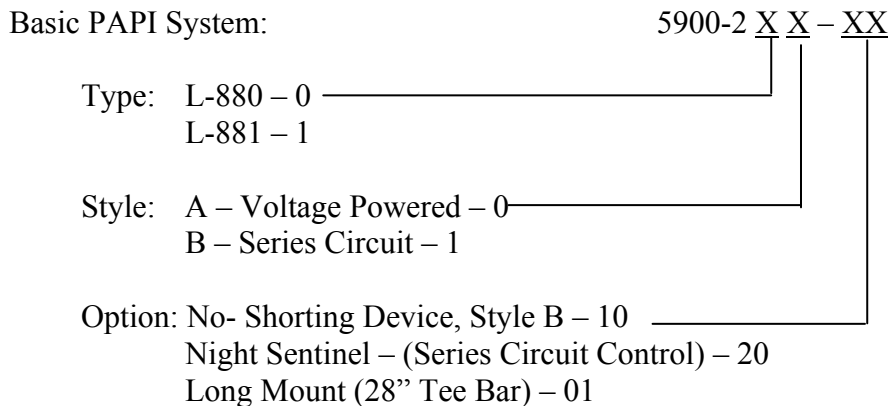 Basic PAPI System: 5900-2 X X – XX
Type: L-880 – 0
L-881 – 1
Style: A – Voltage Powered – 0
B – Series Circuit – 1
Option: No- Shorting Device, Style B – 10
Night Sentinel – (Series Circuit Control) – 20
Long Mount (28” Tee Bar) – 01